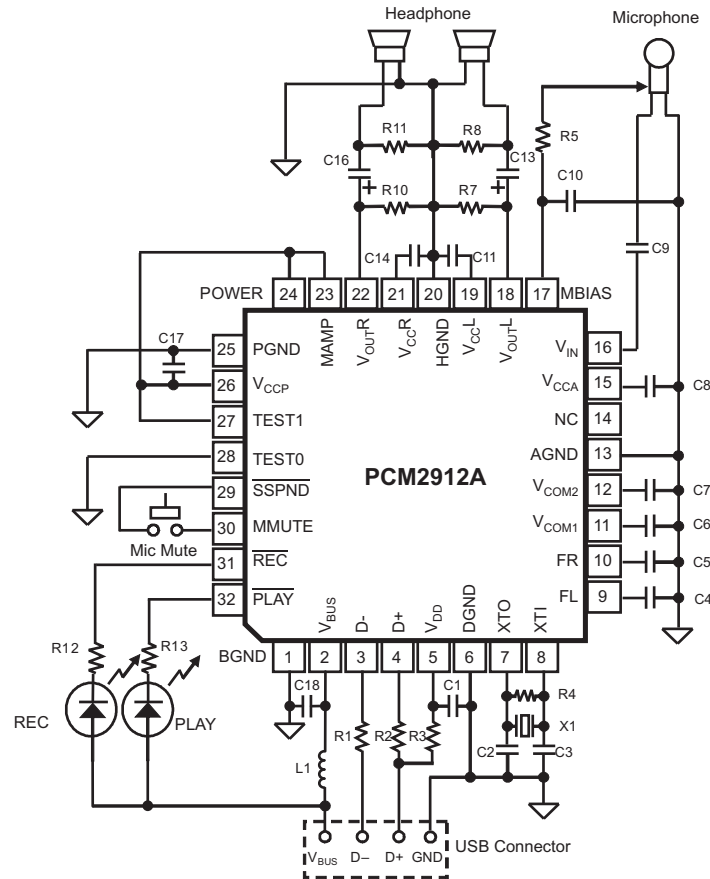 Headphone
Microphone
R11 R8
R5
C16 C13
C10
R10 R7
C9
C14 C11
POWER 24 23 22 21 20 19 18 17 MBIAS
MAMP VOUTR VCCR HGND VCCL VOUTL
C17
25 PGND
26 VCCP
27 TEST1
28 TEST0
29 SSPND
30 MMUTE
Mic Mute
31 REC
32 PLAY
PCM2912A
VIN 16
VCCA 15 C8
NC 14
AGND 13
VCOM2 12 C7
VCOM1 11 C6
FR 10 C5
FL 9 C4
VBUS D- D+ VDD DGND XTO XTI
BGND 1 2 3 4 5 6 7 8
R12 R13
C18 C1
R4
REC PLAY
R1 R2 R3
X1
C2 C3
L1
VBUS D– D+ GND
USB Connector